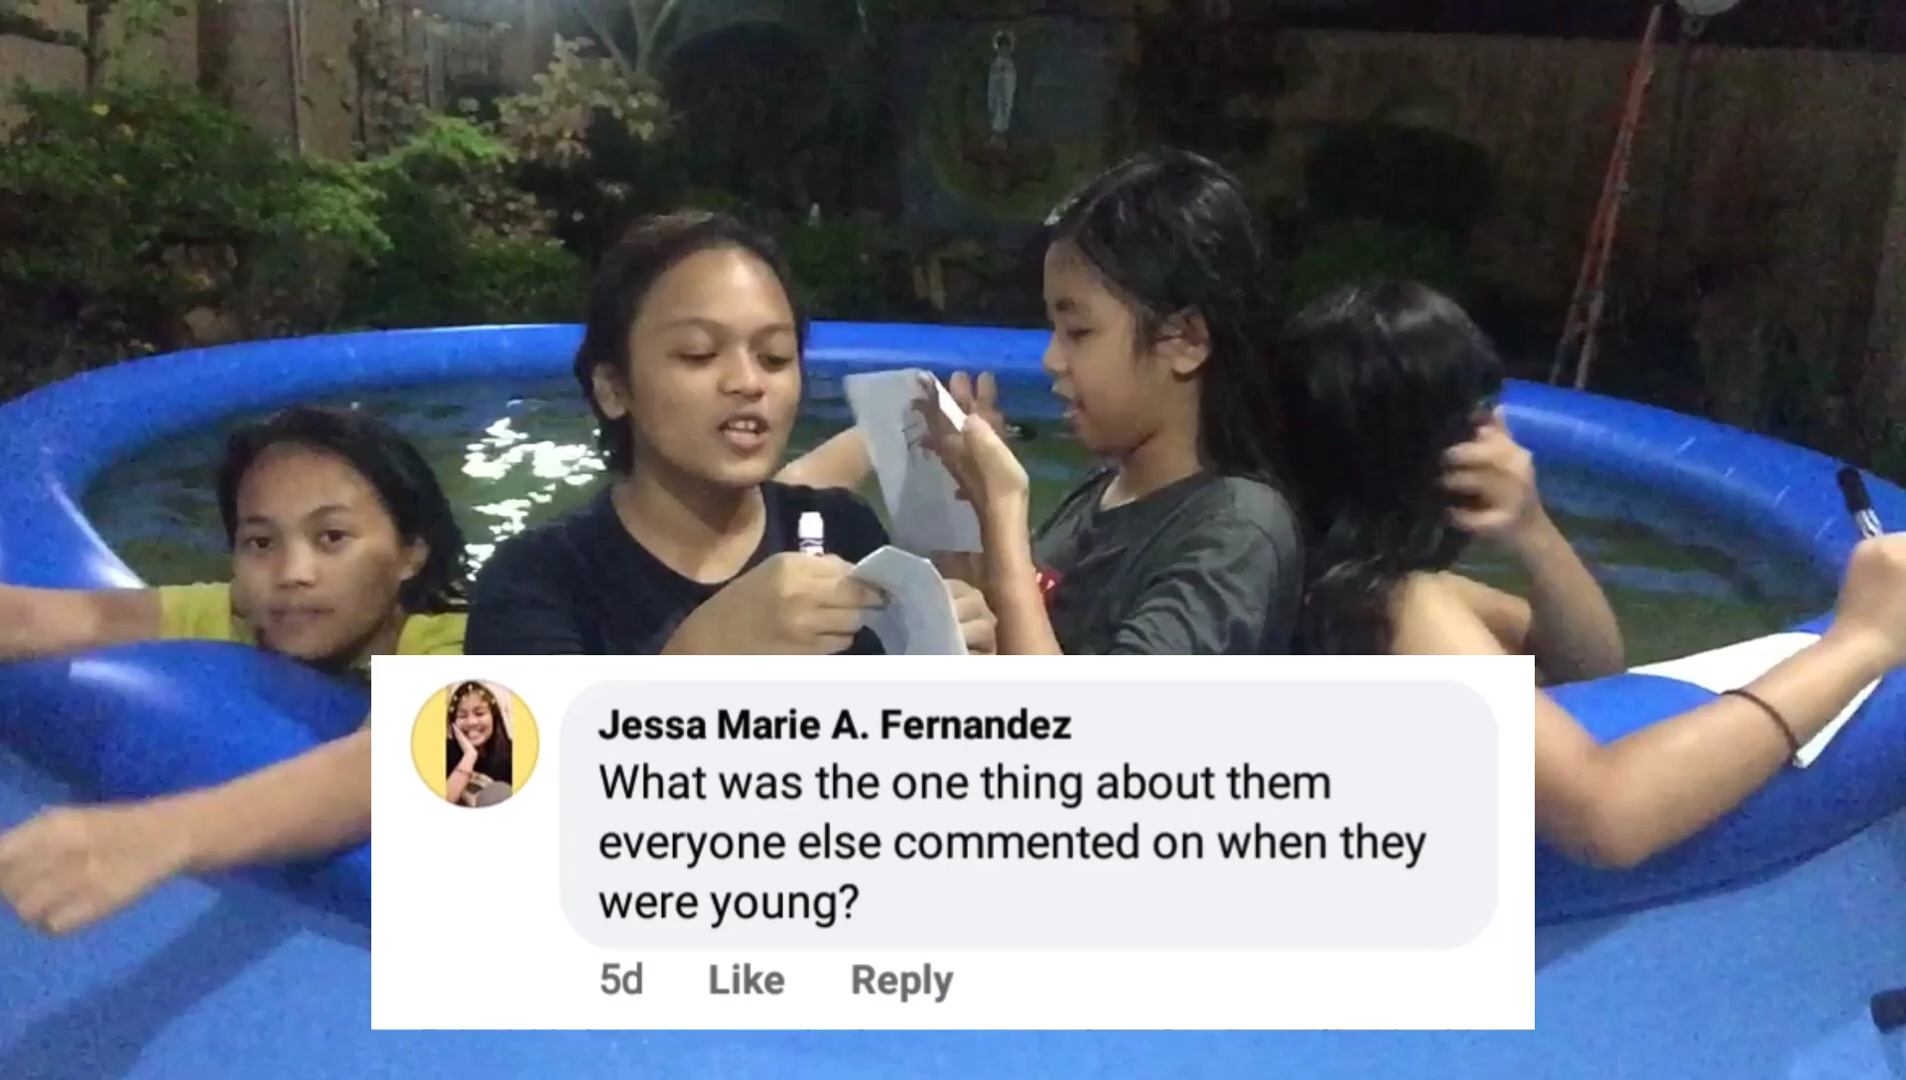 Jessa Marie A. Fernandez
What was the one thing about them
everyone else commented on when they
were young?
5d Like Reply